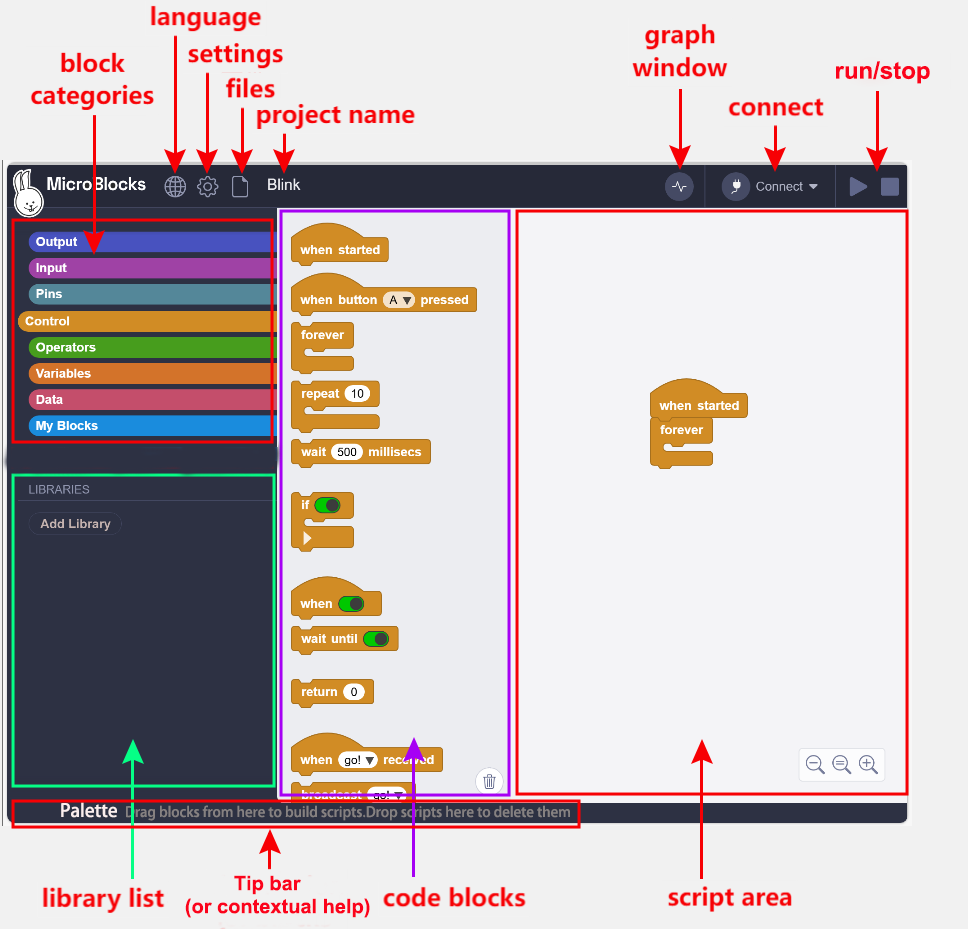 language
settings
files
project name
block
categories
graph
window
connect
run/stop
MicroBlocks
Blink
Connect
Output
Input
Pins
Control
Operators
Variables
Data
My Blocks
LIBRARIES
Add Library
when started
when button A pressed
forever
repeat 10
wait 500 millisecs
if
when
wait until
return 0
when go! received
broadcast go!
when started
forever
Palette Drag blocks from here to build scripts.Drop scripts here to delete them
library list
Tip bar
(or contextual help)
code blocks
script area